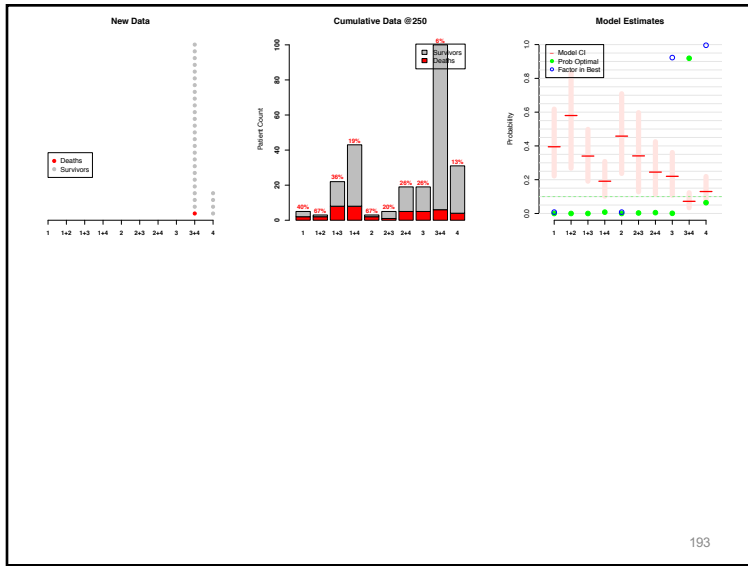 New Data
Deaths
Survivors
1 1+2 1+3 1+4 2 2+3 2+4 3 3+4 4
Cumulative Data @250
Patient Count
100
80
60
40
20
0
Survivors
Deaths
40% 67% 36% 19% 67% 20% 26% 26% 6% 13%
1 1+2 1+3 1+4 2 2+3 2+4 3 3+4 4
Model Estimates
Probability
1.0
0.8
0.6
0.4
0.2
0.0
Model CI
Prob Optimal
Factor in Best
1 1+2 1+3 1+4 2 2+3 2+4 3 3+4 4
193